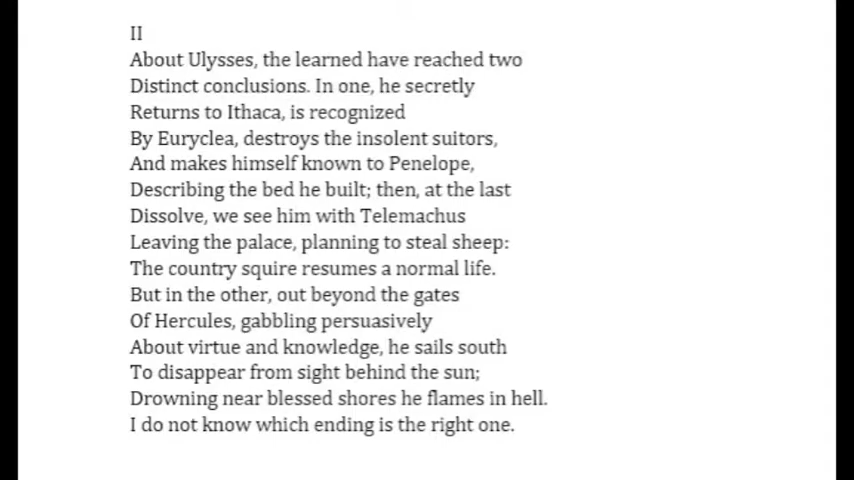 II
About Ulysses, the learned have reached two
Distinct conclusions. In one, he secretly
Returns to Ithaca, is recognized
By Euryclea, destroys the insolent suitors,
And makes himself known to Penelope,
Describing the bed he built; then, at the last
Dissolve, we see him with Telemachus
Leaving the palace, planning to steal sheep:
The country squire resumes a normal life.
But in the other, out beyond the gates
Of Hercules, gabbling persuasively
About virtue and knowledge, he sails south
To disappear from sight behind the sun;
Drowning near blessed shores he flames in hell.
I do not know which ending is the right one.